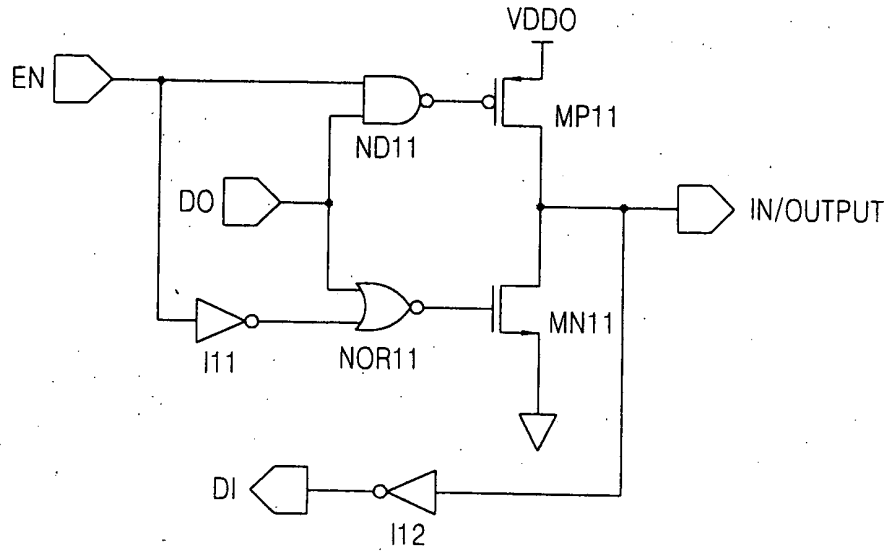 VDDO
EN
MP11
ND11
DO
IN/OUTPUT
MN11
I11
NOR11
DI
I12